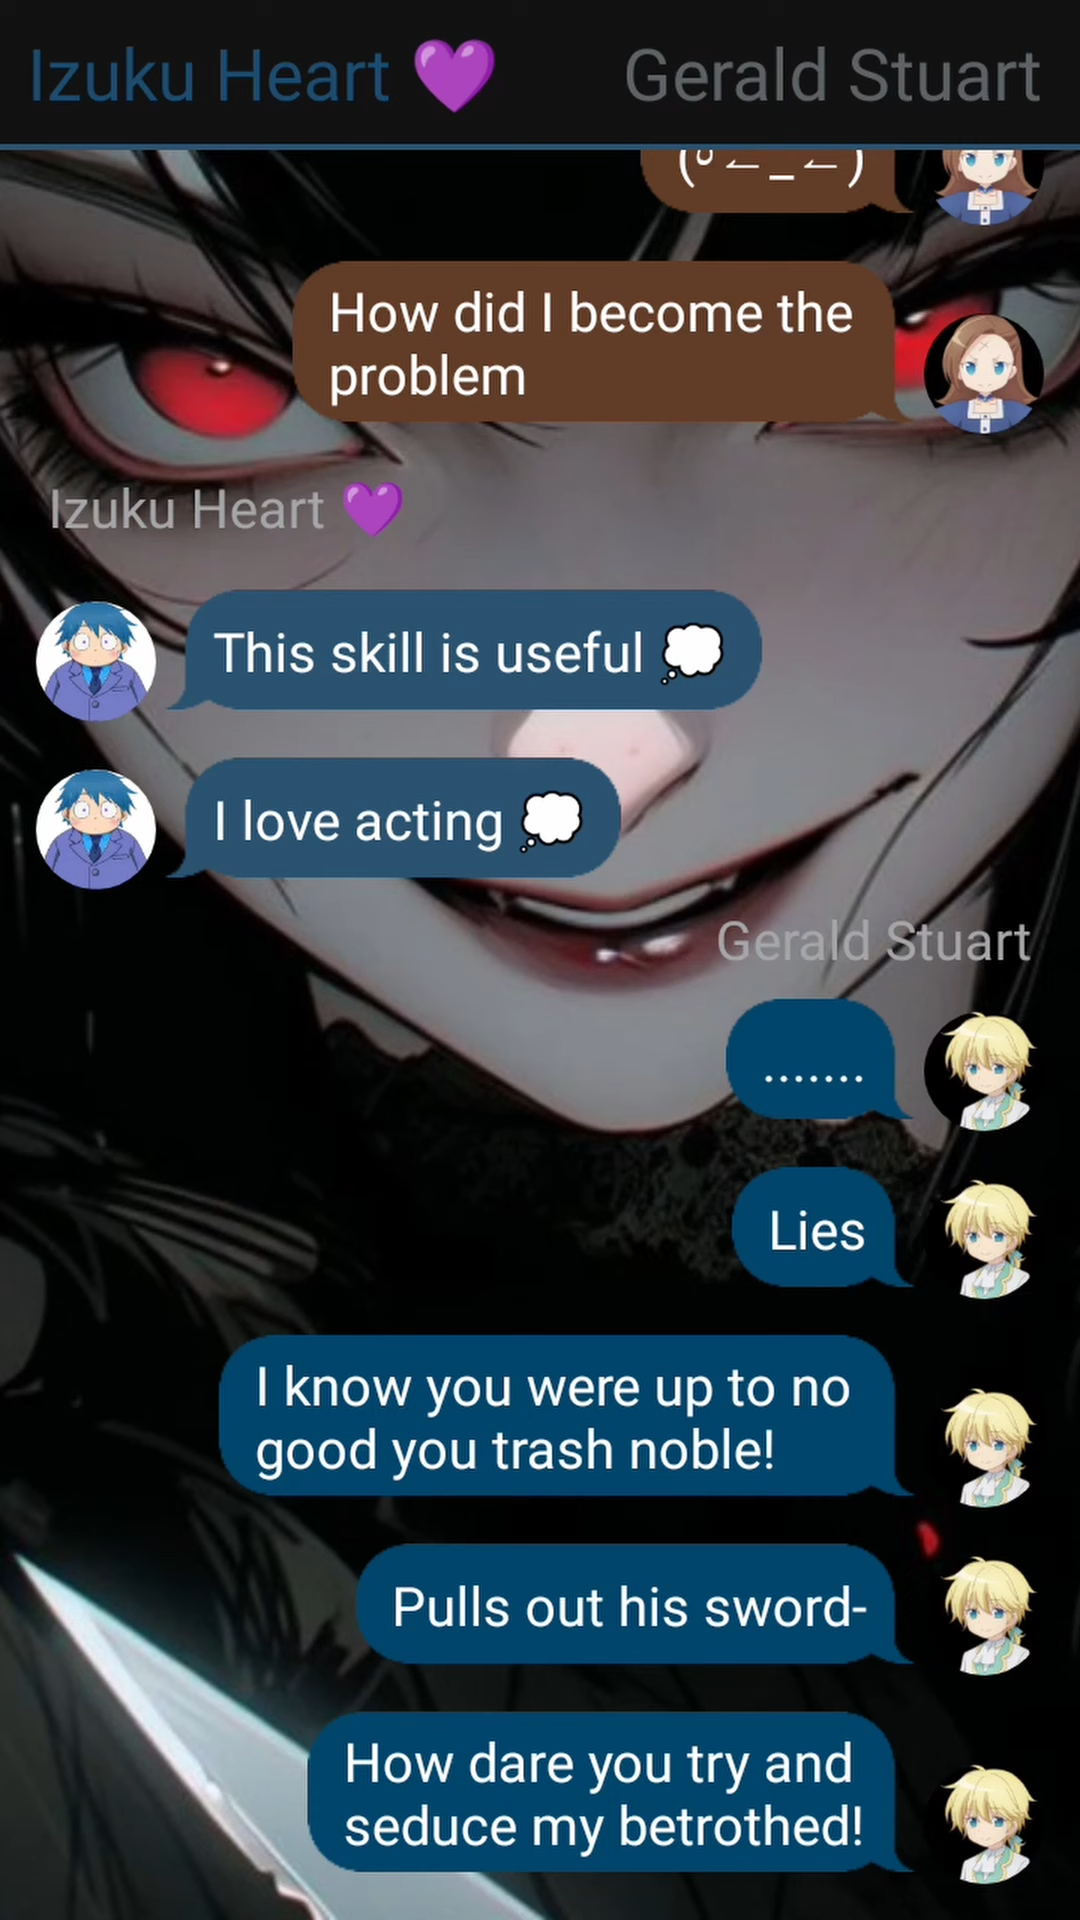 Izuku Heart 💜
Gerald Stuart
How did I become the
problem
Izuku Heart 💜
This skill is useful 💭
I love acting 💭
Gerald Stuart
.......
Lies
I know you were up to no
good you trash noble!
Pulls out his sword-
How dare you try and
seduce my betrothed!